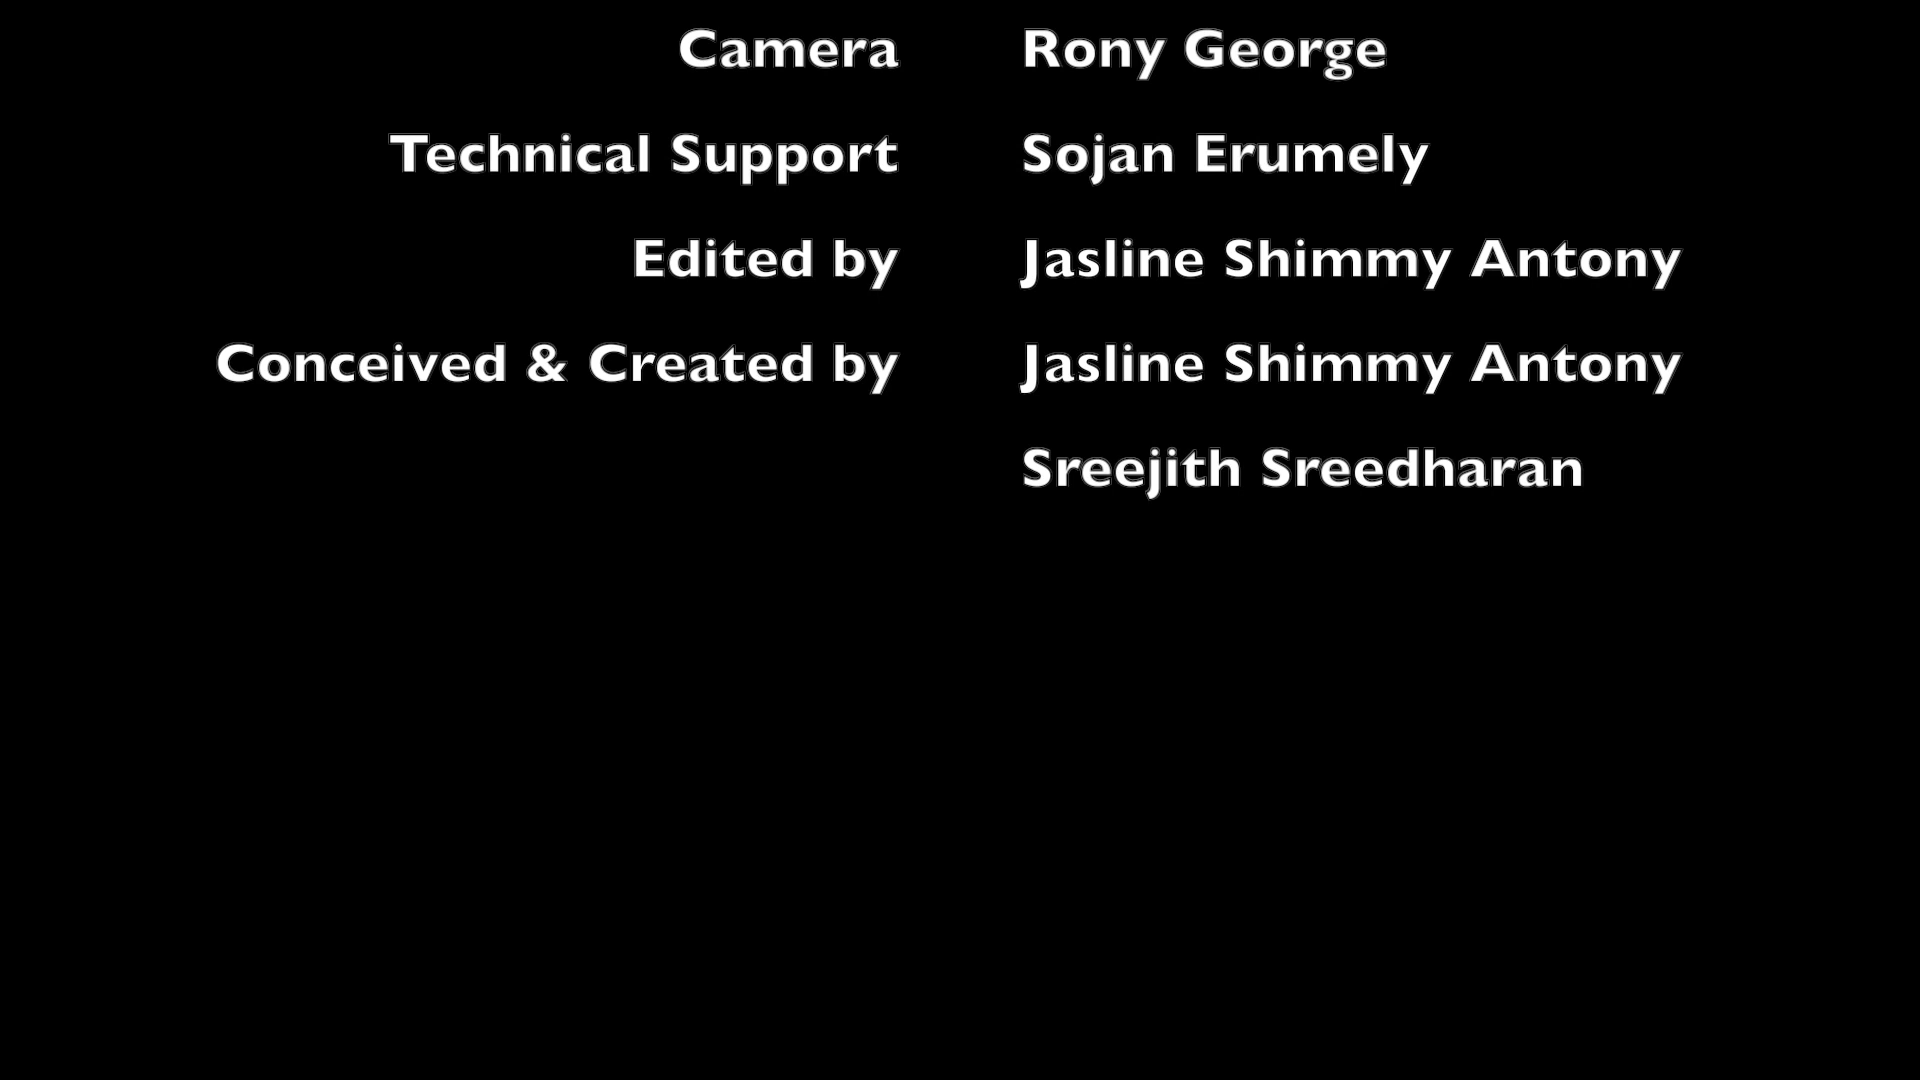 Camera Rony George
Technical Support Sojan Erumely
Edited by Jasline Shimmy Antony
Conceived & Created by Jasline Shimmy Antony
Sreejith Sreedharan